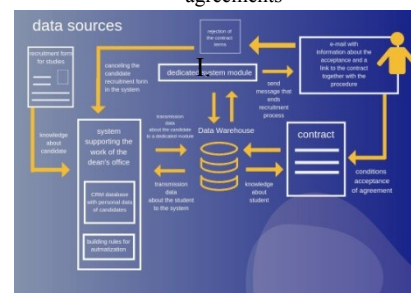 agreements
data sources
rejection of
the contract
terms
recruitment form
for studies
canceling the
candidate
recruitment form
in the system
dedicated system module
e-mail with
information about the
acceptance and a
link to the contract
together with the
procedure
send
message that
ends
recruitment
process
knowledge
about
candidate
system
supporting the
work of the
dean's office
transmission
data
about the candidate
to a dedicated module
Data Warehouse
contract
CRM database
with personal data
of candidates
building rules for
transmission
data
about the student
to the system
knowledge
about
student
conditions
acceptance
of agreement